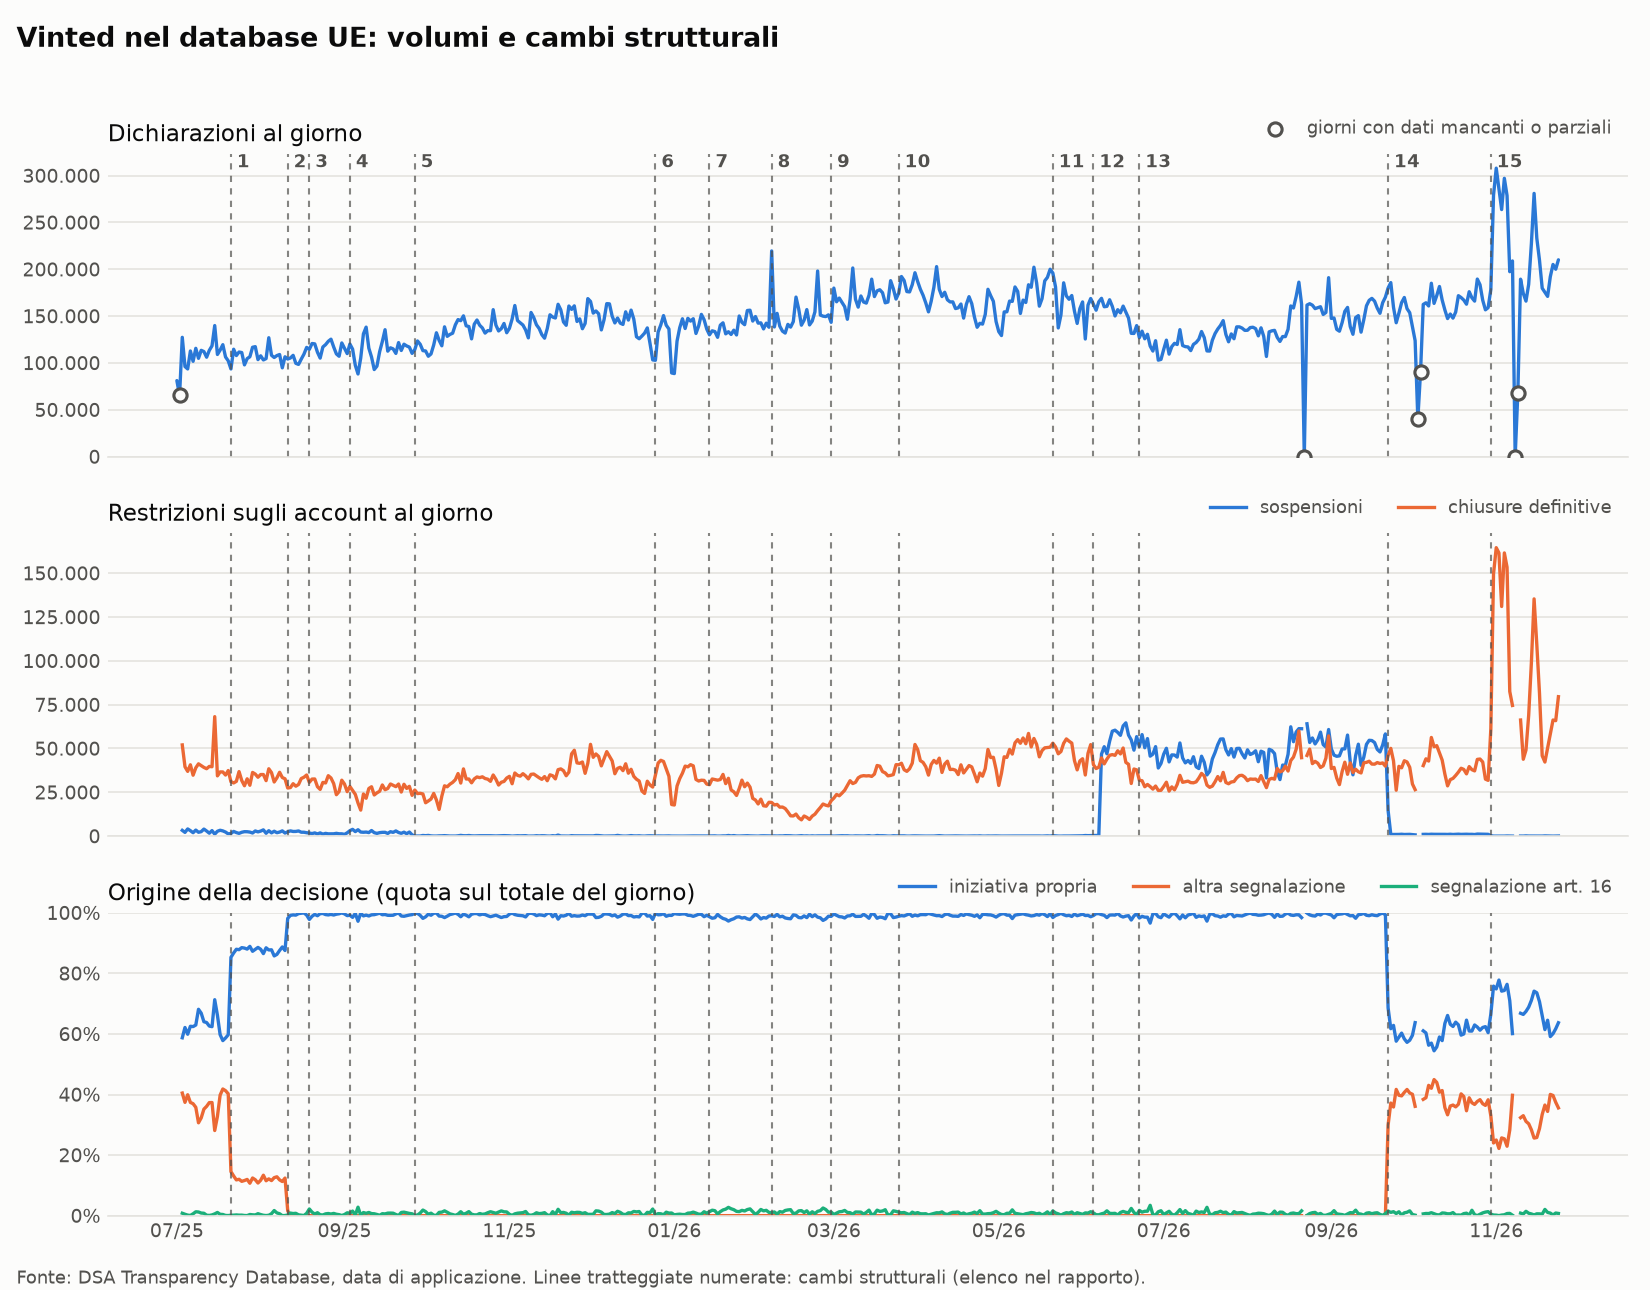 Vinted nel database UE: volumi e cambi strutturali
Dichiarazioni al giorno
giorni con dati mancanti o parziali
1 2 3 4 5 6 7 8 9 10 11 12 13 14 15
300.000
250.000
200.000
150.000
100.000
50.000
0
Restrizioni sugli account al giorno
sospensioni chiusure definitive
150.000
125.000
100.000
75.000
50.000
25.000
0
Origine della decisione (quota sul totale del giorno)
iniziativa propria altra segnalazione segnalazione art. 16
100%
80%
60%
40%
20%
0%
07/25 09/25 11/25 01/26 03/26 05/26 07/26 09/26 11/26
Fonte: DSA Transparency Database, data di applicazione. Linee tratteggiate numerate: cambi strutturali (elenco nel rapporto).